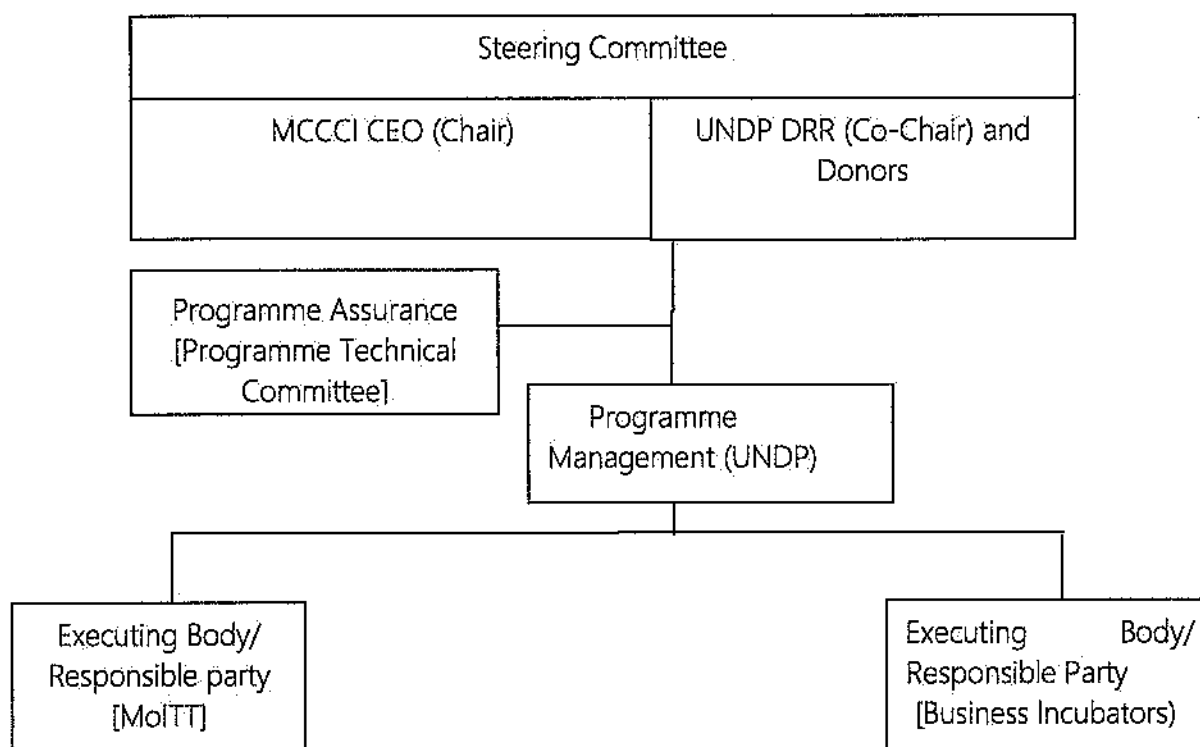 Steering Committee
MCCCI CEO (Chair)
UNDP DRR (Co-Chair) and
Donors
Programme Assurance
[Programme Technical
Committee]
Programme
Management (UNDP)
Executing Body/
Responsible party
[MoITT]
Executing Body/
Responsible Party
[Business Incubators)